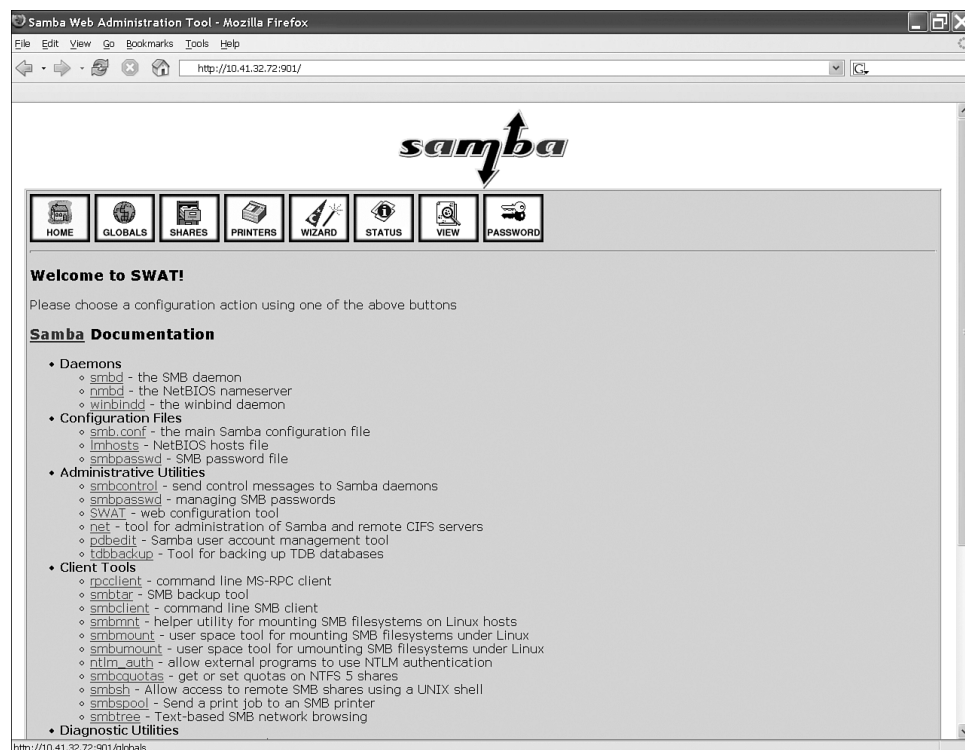 Samba Web Administration Tool - Mozilla Firefox
File Edit View Go Bookmarks Tools Help
http://10.41.32.72:901/
G
samba
HOME GLOBALS SHARES PRINTERS WIZARD STATUS VIEW PASSWORD
Welcome to SWAT!
Please choose a configuration action using one of the above buttons
Samba Documentation
Daemons
smbd - the SMB daemon
nmbd - the NetBIOS nameserver
winbindd - the winbind daemon
Configuration Files
smb.conf - the main Samba configuration file
lmhosts - NetBIOS hosts file
smbpasswd - SMB password file
Administrative Utilities
smbcontrol - send control messages to Samba daemons
smbpasswd - managing SMB passwords
SWAT - web configuration tool
net - tool for administration of Samba and remote CIFS servers
pdbedit - Samba user account management tool
tdbbackup - Tool for backing up TDB databases
Client Tools
rpcclient - command line MS-RPC client
smbtar - SMB backup tool
smbclient - command line SMB client
smbmnt - helper utility for mounting SMB filesystems on Linux hosts
smbmount - user space tool for mounting SMB filesystems under Linux
smbumount - user space tool for umounting SMB filesystems under Linux
ntlm_auth - allow external programs to use NTLM authentication
smbcquotas - get or set quotas on NTFS 5 shares
smbsh - Allow access to remote SMB shares using a UNIX shell
smbspool - Send a print job to an SMB printer
smbtree - Text-based SMB network browsing
Diagnostic Utilities
http://10.41.32.72:901/globals